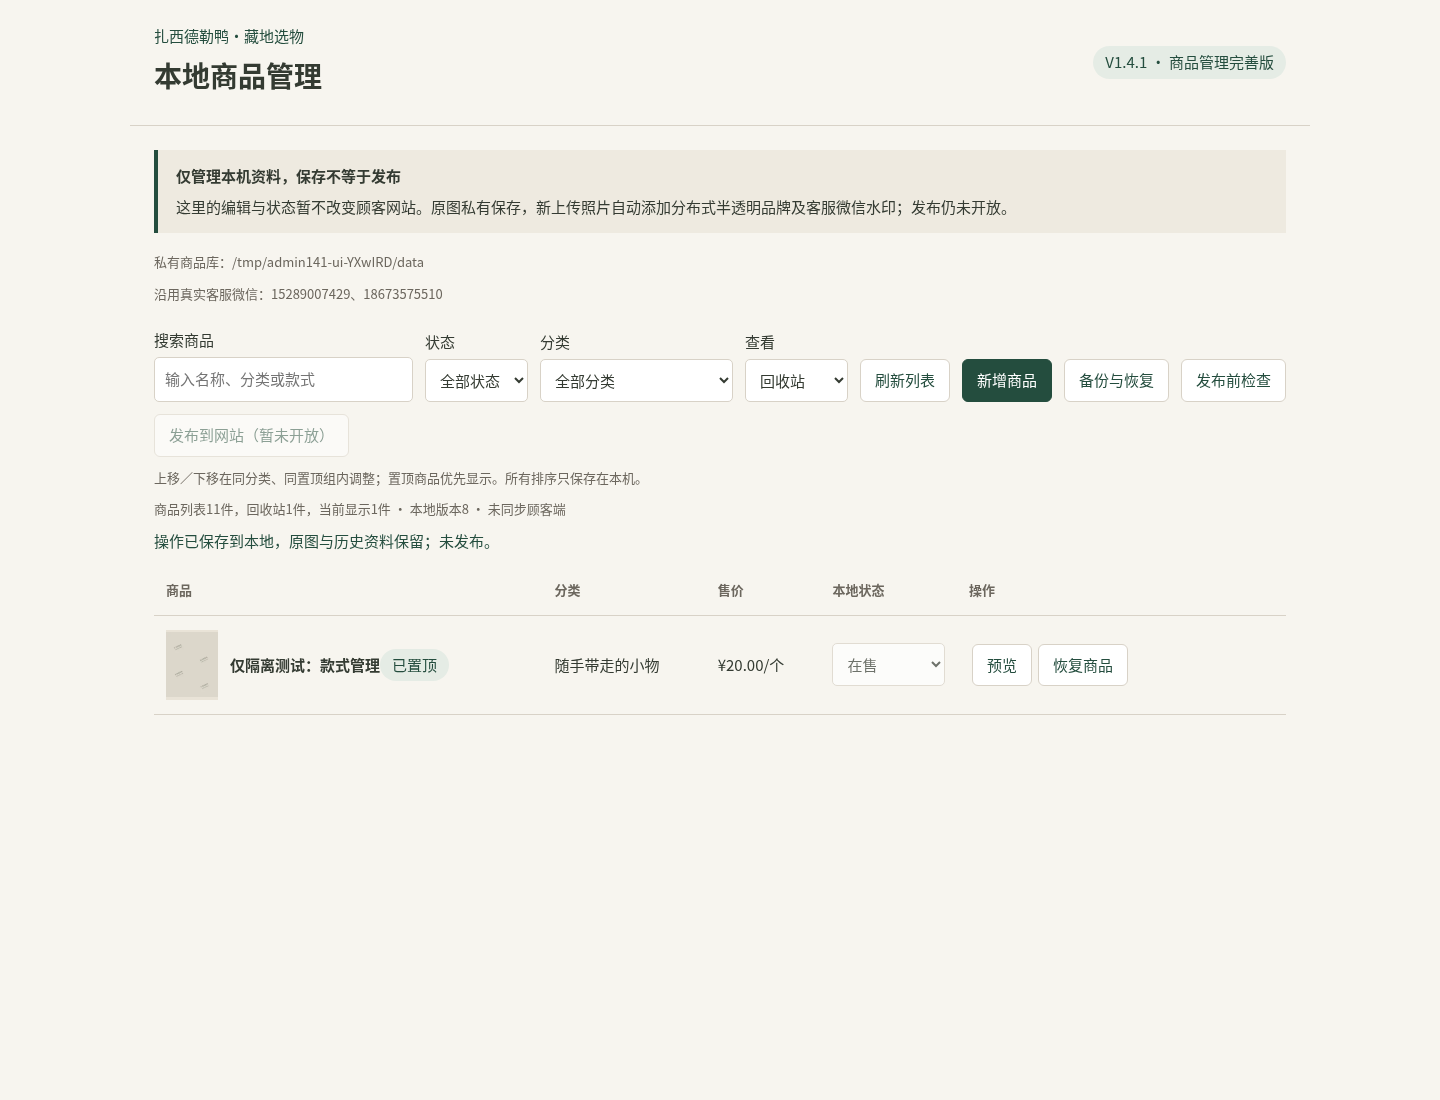 扎西德勒鸭·藏地选物
本地商品管理
V1.4.1 · 商品管理完善版
仅管理本机资料，保存不等于发布
这里的编辑与状态暂不改变顾客网站。原图私有保存，新上传照片自动添加分布式半透明品牌及客服微信水印；发布仍未开放。
私有商品库：/tmp/admin141-ui-YXwIRD/data
沿用真实客服微信：15289007429、18673575510
搜索商品 状态 分类 查看
输入名称、分类或款式 全部状态 全部分类 回收站 刷新列表 新增商品 备份与恢复 发布前检查
发布到网站（暂未开放）
上移／下移在同分类、同置顶组内调整；置顶商品优先显示。所有排序只保存在本机。
商品列表11件，回收站1件，当前显示1件 · 本地版本8 · 未同步顾客端
操作已保存到本地，原图与历史资料保留；未发布。
商品 分类 售价 本地状态 操作
仅隔离测试：款式管理 已置顶 随手带走的小物 ¥20.00/个 在售 预览 恢复商品